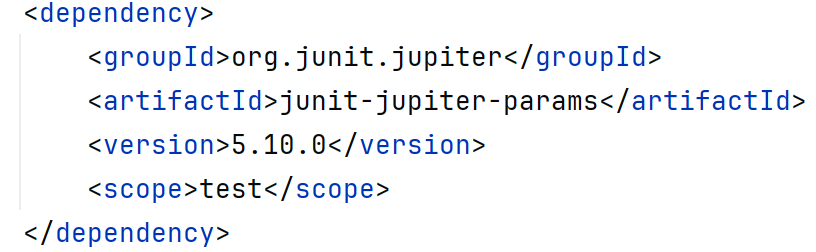 <dependency>
<groupId>org.junit.jupiter</groupId>
<artifactId>junit-jupiter-params</artifactId>
<version>5.10.0</version>
<scope>test</scope>
</dependency>